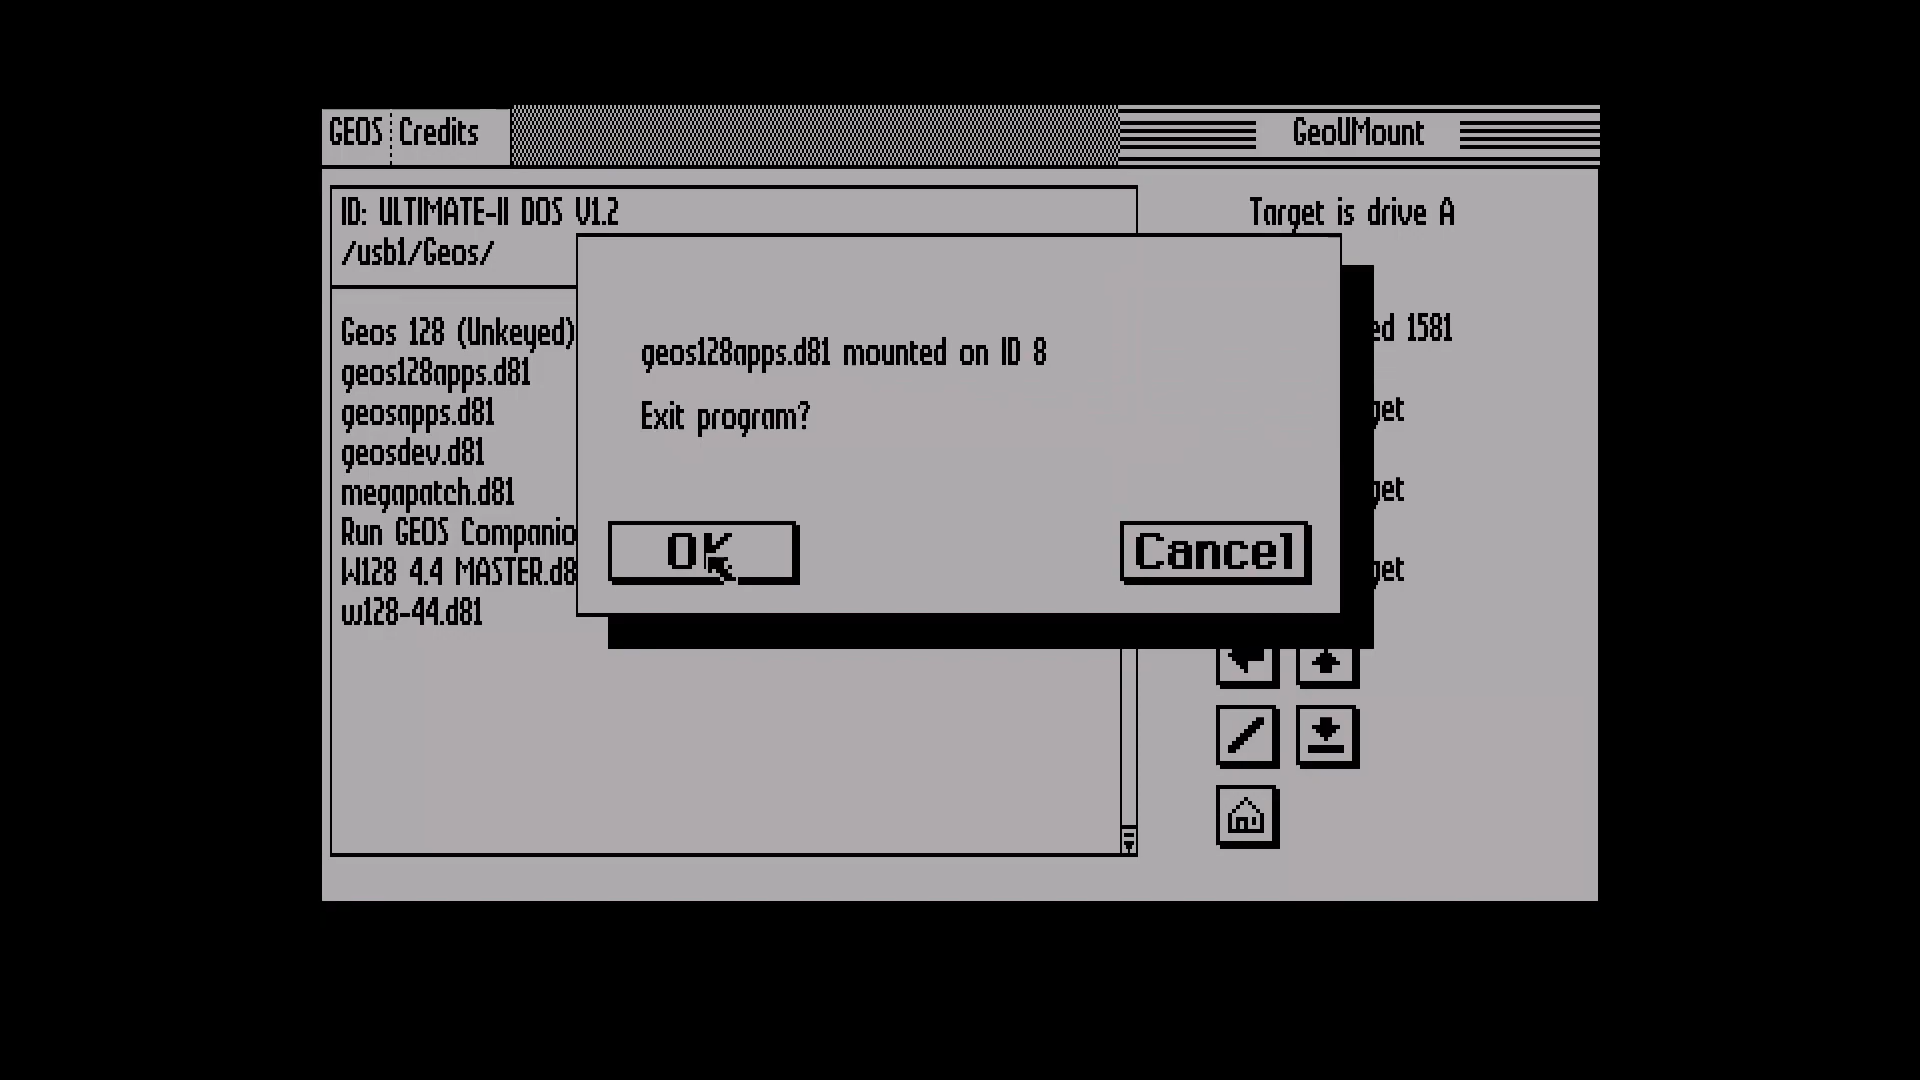 GEOS Credits
GeoUMount
ID: ULTIMATE-II DOS V1.2
/usb1/Geos/
Target is drive A
Geos 128 (Unkeyed)
geos128apps.d81
geosapps.d81
geosdev.d81
megapatch.d81
Run GEOS Companio
W128 4.4 MASTER.d8
w128-44.d81
geos128apps.d81 mounted on ID 8
Exit program?
OK
Cancel
ed 1581
get
get
get